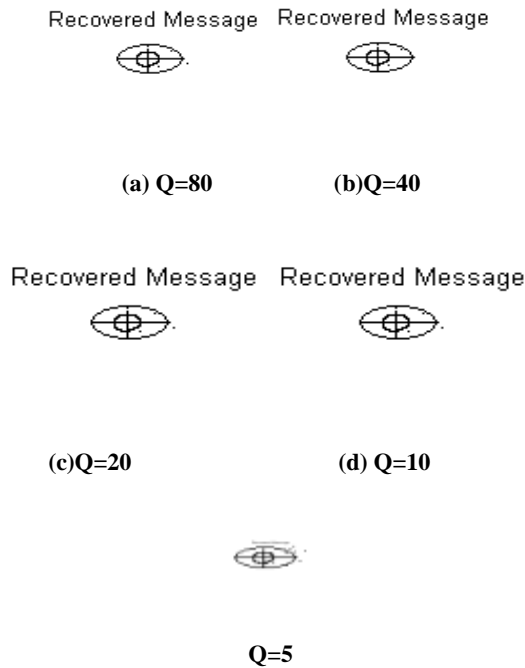 Recovered Message Recovered Message
(a) Q=80 (b)Q=40
Recovered Message Recovered Message
(c)Q=20 (d) Q=10
Q=5